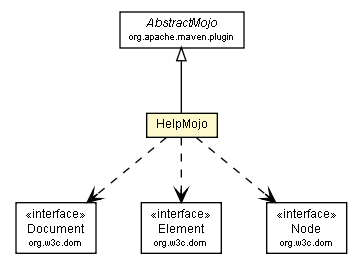 AbstractMojo
org.apache.maven.plugin
HelpMojo
«interface»
Document
org.w3c.dom
«interface»
Element
org.w3c.dom
«interface»
Node
org.w3c.dom